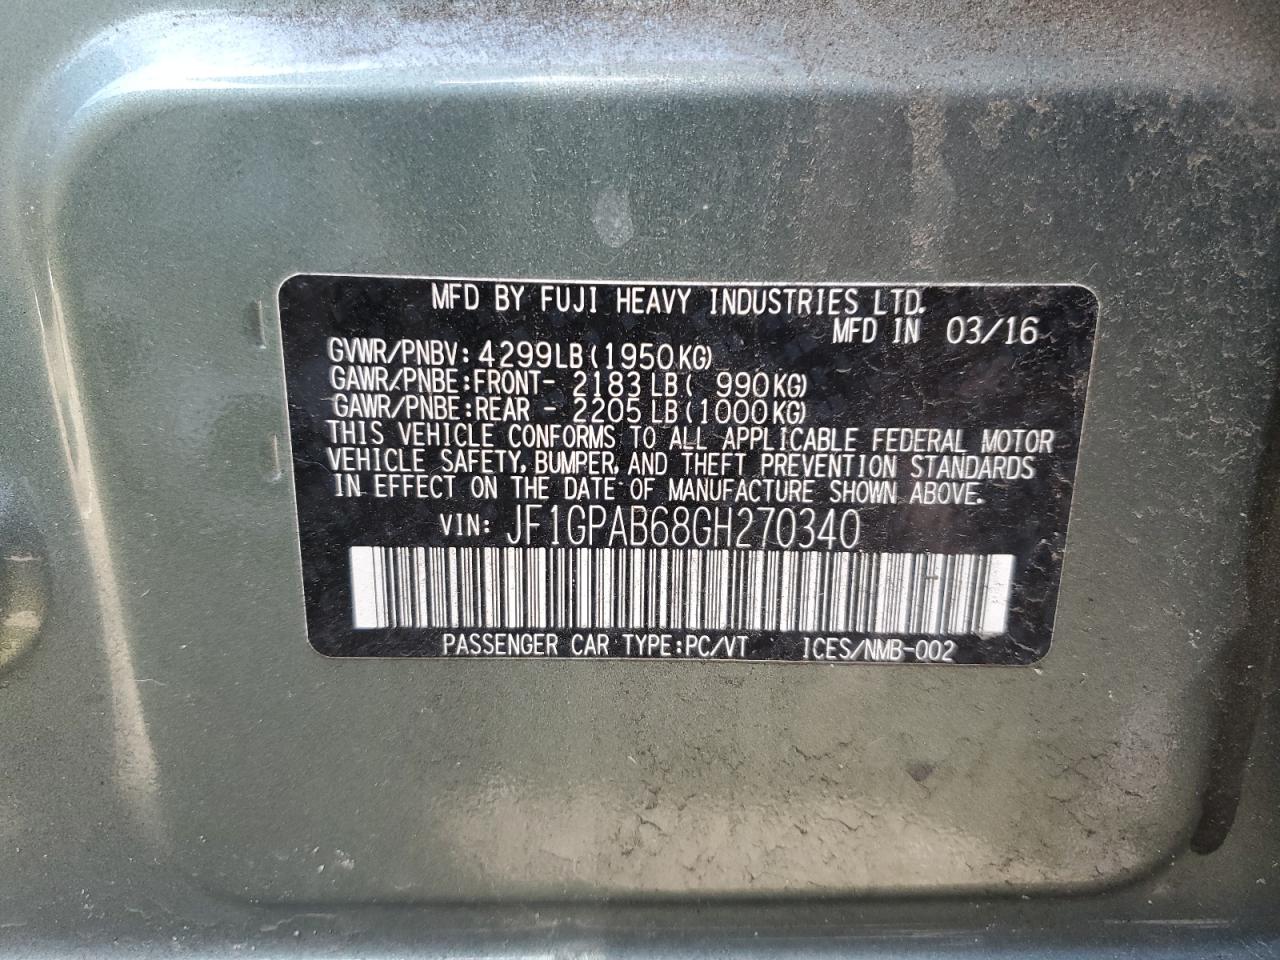 MFD BY FUJI HEAVY INDUSTRIES LTD.
MFD IN 03/16
GVWR/PNBV: 4299LB(1950KG)
GAWR/PNBE:FRONT- 2183LB( 990KG)
GAWR/PNBE:REAR - 2205LB(1000KG)
THIS VEHICLE CONFORMS TO ALL APPLICABLE FEDERAL MOTOR
VEHICLE SAFETY, BUMPER, AND THEFT PREVENTION STANDARDS
IN EFFECT ON THE DATE OF MANUFACTURE SHOWN ABOVE.
VIN: JF1GPAB68GH270340
PASSENGER CAR TYPE:PC/VT ICES/NMB-002